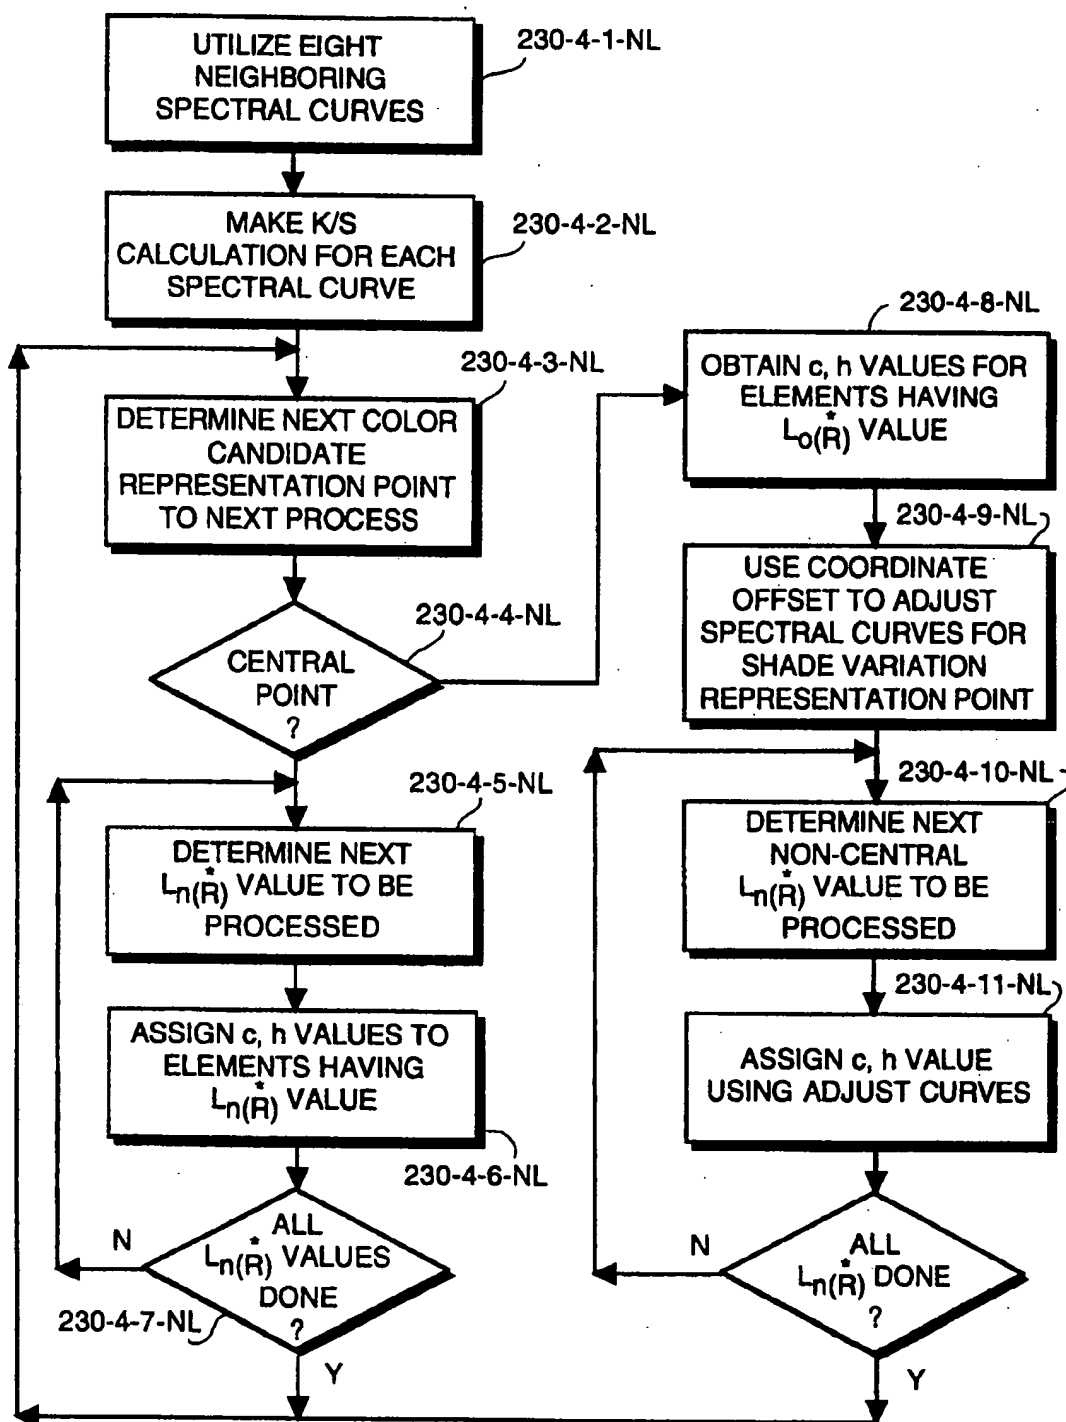 UTILIZE EIGHT
NEIGHBORING
SPECTRAL CURVES
230-4-1-NL
MAKE K/S
CALCULATION FOR EACH
SPECTRAL CURVE
230-4-2-NL
230-4-3-NL
DETERMINE NEXT COLOR
CANDIDATE
REPRESENTATION POINT
TO NEXT PROCESS
230-4-4-NL
CENTRAL
POINT
?
230-4-5-NL
DETERMINE NEXT
Ln(R)* VALUE TO BE
PROCESSED
ASSIGN c, h VALUES TO
ELEMENTS HAVING
Ln(R)* VALUE
230-4-6-NL
ALL
Ln(R)* VALUES
DONE
?
N
230-4-7-NL
Y
230-4-8-NL
OBTAIN c, h VALUES FOR
ELEMENTS HAVING
Lo(R)* VALUE
230-4-9-NL
USE COORDINATE
OFFSET TO ADJUST
SPECTRAL CURVES FOR
SHADE VARIATION
REPRESENTATION POINT
230-4-10-NL
DETERMINE NEXT
NON-CENTRAL
Ln(R)* VALUE TO BE
PROCESSED
230-4-11-NL
ASSIGN c, h VALUE
USING ADJUST CURVES
ALL
Ln(R)* DONE
?
N
Y